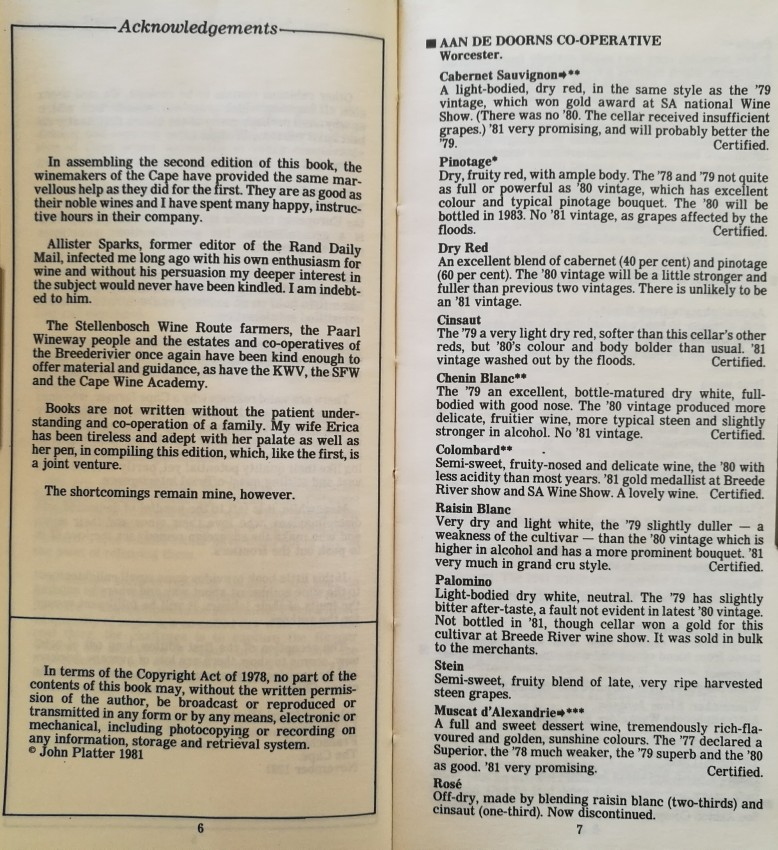 Acknowledgements
In assembling the second edition of this book, the
winemakers of the Cape have provided the same mar-
vellous help as they did for the first. They are as good as
their noble wines and I have spent many happy, instruc-
tive hours in their company.
Allister Sparks, former editor of the Rand Daily
Mail, infected me long ago with his own enthusiasm for
wine and without his persuasion my deeper interest in
the subject would never have been kindled. I am indebt-
ed to him.
The Stellenbosch Wine Route farmers, the Paarl
Wineway people and the estates and co-operatives of
the Breederivier once again have been kind enough to
offer material and guidance, as have the KWV, the SFW
and the Cape Wine Academy.
Books are not written without the patient under-
standing and co-operation of a family. My wife Erica
has been tireless and adept with her palate as well as
her pen, in compiling this edition, which, like the first, is
a joint venture.
The shortcomings remain mine, however.
In terms of the Copyright Act of 1978, no part of the
contents of this book may, without the written permis-
sion of the author, be broadcast or reproduced or
transmitted in any form or by any means, electronic or
mechanical, including photocopying or recording on
any information, storage and retrieval system.
© John Platter 1981
6
■ AAN DE DOORNS CO-OPERATIVE
Worcester.
Cabernet Sauvignon➧**
A light-bodied, dry red, in the same style as the '79
vintage, which won gold award at SA national Wine
Show. (There was no '80. The cellar received insufficient
grapes.) '81 very promising, and will probably better the
'79. Certified.
Pinotage*
Dry, fruity red, with ample body. The '78 and '79 not quite
as full or powerful as '80 vintage, which has excellent
colour and typical pinotage bouquet. The '80 will be
bottled in 1983. No '81 vintage, as grapes affected by the
floods. Certified.
Dry Red
An excellent blend of cabernet (40 per cent) and pinotage
(60 per cent). The '80 vintage will be a little stronger and
fuller than previous two vintages. There is unlikely to be
an '81 vintage.
Cinsaut
The '79 a very light dry red, softer than this cellar's other
reds, but '80's colour and body bolder than usual. '81
vintage washed out by the floods. Certified.
Chenin Blanc**
The '79 an excellent, bottle-matured dry white, full-
bodied with good nose. The '80 vintage produced more
delicate, fruitier wine, more typical steen and slightly
stronger in alcohol. No '81 vintage. Certified.
Colombard**
Semi-sweet, fruity-nosed and delicate wine, the '80 with
less acidity than most years. '81 gold medallist at Breede
River show and SA Wine Show. A lovely wine. Certified.
Raisin Blanc
Very dry and light white, the '79 slightly duller — a
weakness of the cultivar — than the '80 vintage which is
higher in alcohol and has a more prominent bouquet. '81
very much in grand cru style. Certified.
Palomino
Light-bodied dry white, neutral. The '79 has slightly
bitter after-taste, a fault not evident in latest '80 vintage.
Not bottled in '81, though cellar won a gold for this
cultivar at Breede River wine show. It was sold in bulk
to the merchants.
Stein
Semi-sweet, fruity blend of late, very ripe harvested
steen grapes.
Muscat d'Alexandrie➧***
A full and sweet dessert wine, tremendously rich-fla-
voured and golden, sunshine colours. The '77 declared a
Superior, the '78 much weaker, the '79 superb and the '80
as good. '81 very promising. Certified.
Rosé
Off-dry, made by blending raisin blanc (two-thirds) and
cinsaut (one-third). Now discontinued.
7